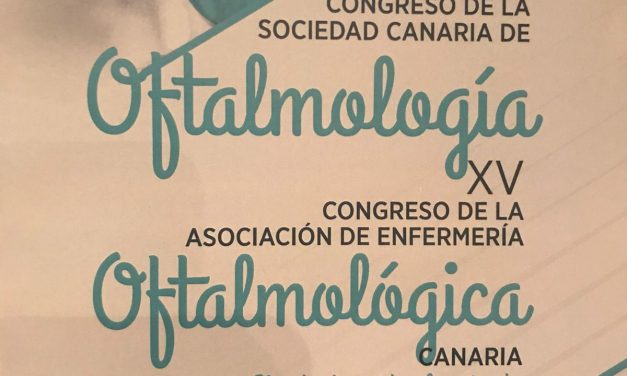 CONGRESO DE LA
SOCIEDAD CANARIA DE
Oftalmología
XV
CONGRESO DE LA
ASOCIACIÓN DE ENFERMERÍA
Oftalmológica
CANARIA